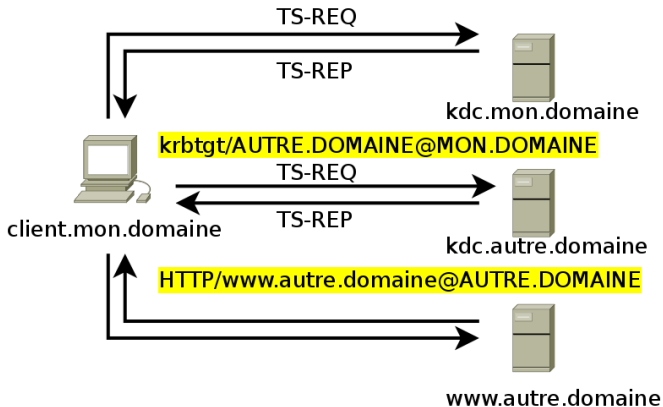 TS-REQ
TS-REP
kdc.mon.domaine
krbtgt/AUTRE.DOMAINE@MON.DOMAINE
TS-REQ
TS-REP
client.mon.domaine
kdc.autre.domaine
HTTP/www.autre.domaine@AUTRE.DOMAINE
www.autre.domaine